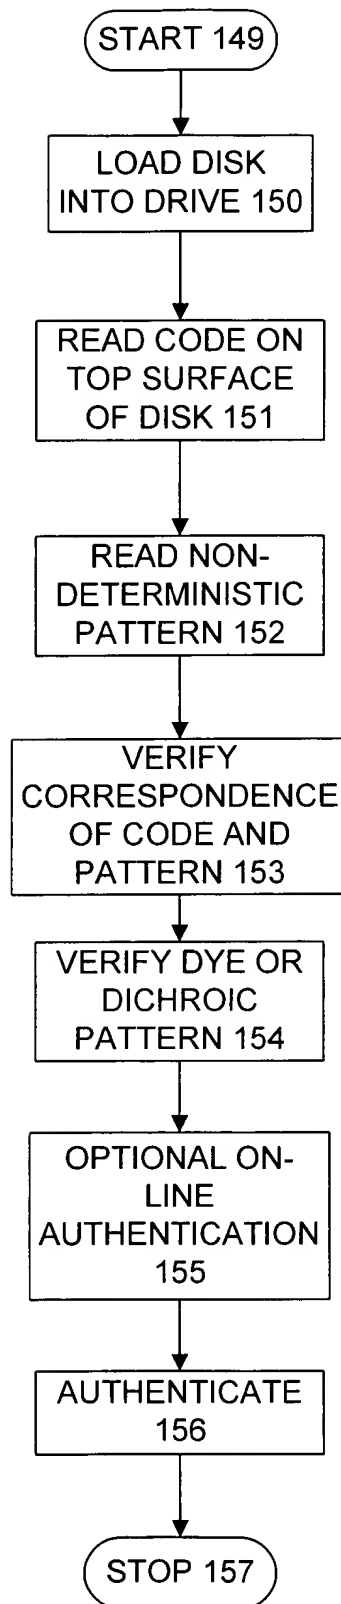 START 149
LOAD DISK
INTO DRIVE 150
READ CODE ON
TOP SURFACE
OF DISK 151
READ NON-
DETERMINISTIC
PATTERN 152
VERIFY
CORRESPONDENCE
OF CODE AND
PATTERN 153
VERIFY DYE OR
DICHROIC
PATTERN 154
OPTIONAL ON-
LINE
AUTHENTICATION
155
AUTHENTICATE
156
STOP 157